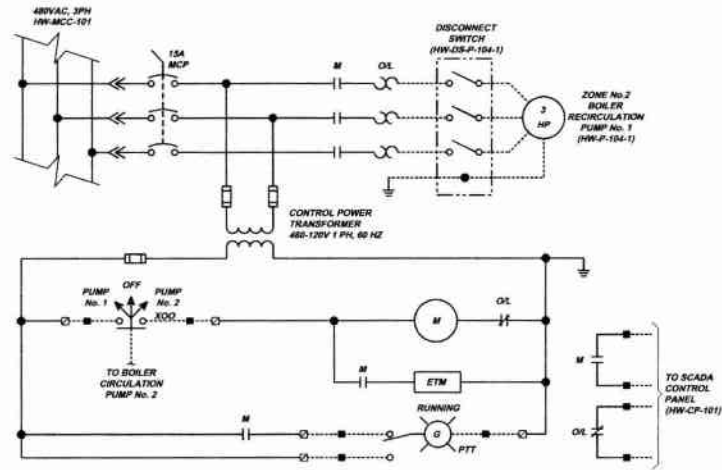 480VAC, 3PH
HW-MCC-101
15A
MCP
M
O/L
DISCONNECT
SWITCH
(HW-DS-P-104-1)
3
HP
ZONE No.2
BOILER
RECIRCULATION
PUMP No. 1
(HW-P-104-1)
CONTROL POWER
TRANSFORMER
480-120V 1 PH, 60 HZ
OFF
PUMP
No. 1
PUMP
No. 2
XOO
TO BOILER
CIRCULATION
PUMP No. 2
M
O/L
M
ETM
M
RUNNING
G
PTT
M
O/L
TO SCADA
CONTROL
PANEL
(HW-CP-101)